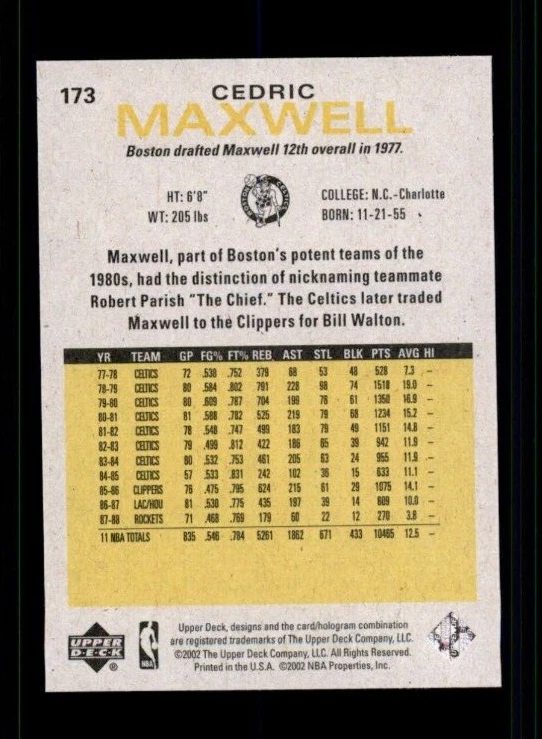 173
CEDRIC
MAXWELL
Boston drafted Maxwell 12th overall in 1977.
HT: 6'8"
WT: 205 lbs
BOSTON CELTICS
COLLEGE: N.C.-Charlotte
BORN: 11-21-55
Maxwell, part of Boston's potent teams of the
1980s, had the distinction of nicknaming teammate
Robert Parish "The Chief." The Celtics later traded
Maxwell to the Clippers for Bill Walton.
YR TEAM GP FG% FT% REB AST STL BLK PTS AVG HI
77-78 CELTICS 72 .538 .752 379 68 53 48 528 7.3 –
78-79 CELTICS 80 .584 .802 791 228 98 74 1518 19.0 –
79-80 CELTICS 80 .609 .787 704 199 76 61 1350 16.9 –
80-81 CELTICS 81 .588 .782 525 219 79 68 1234 15.2 –
81-82 CELTICS 78 .548 .747 499 183 79 49 1151 14.8 –
82-83 CELTICS 79 .499 .812 422 186 65 39 942 11.9 –
83-84 CELTICS 80 .532 .753 461 205 63 24 955 11.9 –
84-85 CELTICS 57 .533 .831 242 102 36 15 633 11.1 –
85-86 CLIPPERS 76 .475 .795 624 215 61 29 1075 14.1 –
86-87 LAC/HOU 81 .530 .775 435 197 39 14 809 10.0 –
87-88 ROCKETS 71 .468 .769 179 60 22 12 270 3.8 –
11 NBA TOTALS 835 .546 .784 5261 1862 671 433 10465 12.5 –
UPPER
DECK
®
NBA
Upper Deck, designs and the card/hologram combination
are registered trademarks of The Upper Deck Company, LLC.
©2002 The Upper Deck Company, LLC. All Rights Reserved.
Printed in the U.S.A. ©2002 NBA Properties, Inc.